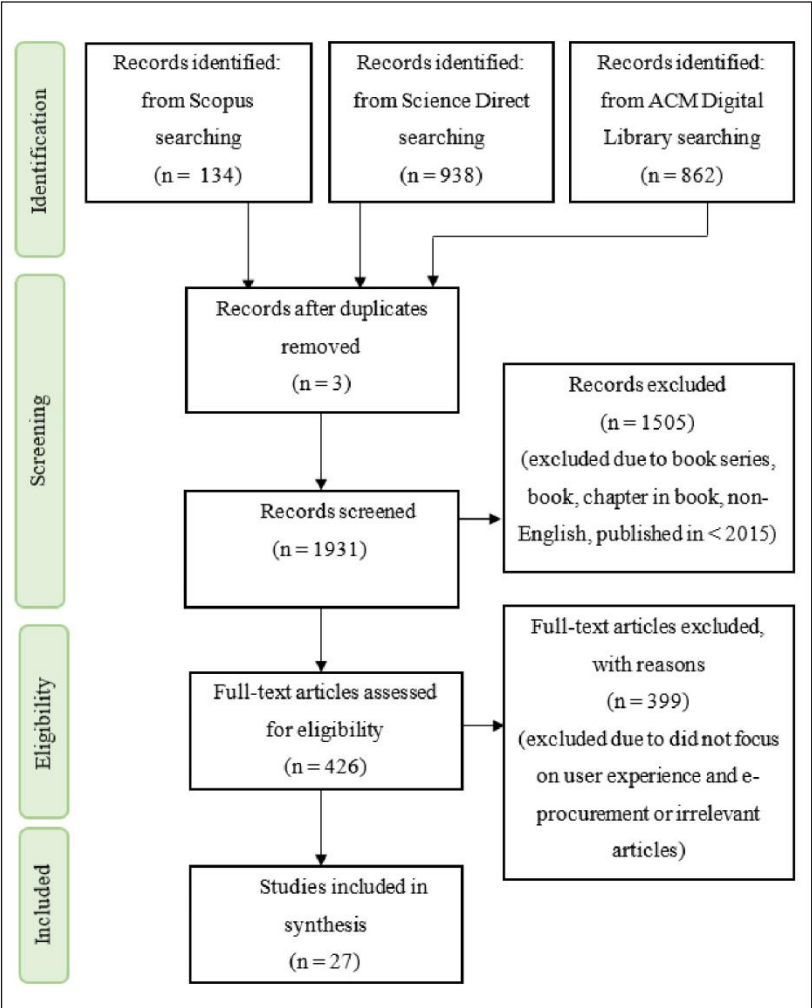 Identification
Records identified:
from Scopus
searching
(n = 134)
Records identified:
from Science Direct
searching
(n = 938)
Records identified:
from ACM Digital
Library searching
(n = 862)
Screening
Records after duplicates
removed
(n = 3)
Records screened
(n = 1931)
Records excluded
(n = 1505)
(excluded due to book series,
book, chapter in book, non-
English, published in < 2015)
Eligibility
Full-text articles assessed
for eligibility
(n = 426)
Full-text articles excluded,
with reasons
(n = 399)
(excluded due to did not focus
on user experience and e-
procurement or irrelevant
articles)
Included
Studies included in
synthesis
(n = 27)